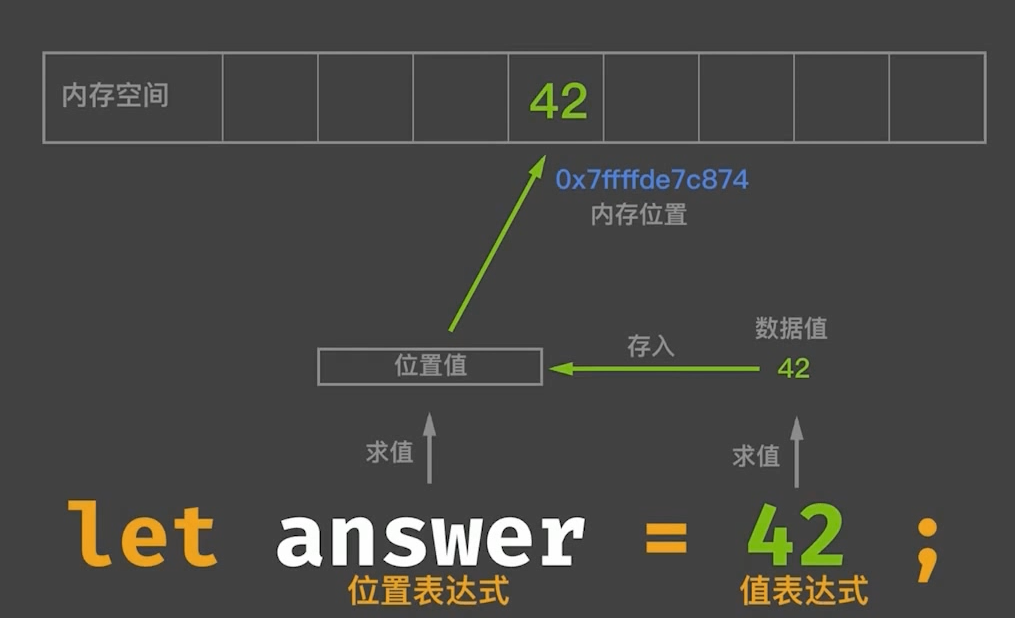 内存空间 42
0x7ffffde7c874
内存位置
数据值
存入
位置值 42
求值 求值
let answer = 42 ;
位置表达式 值表达式